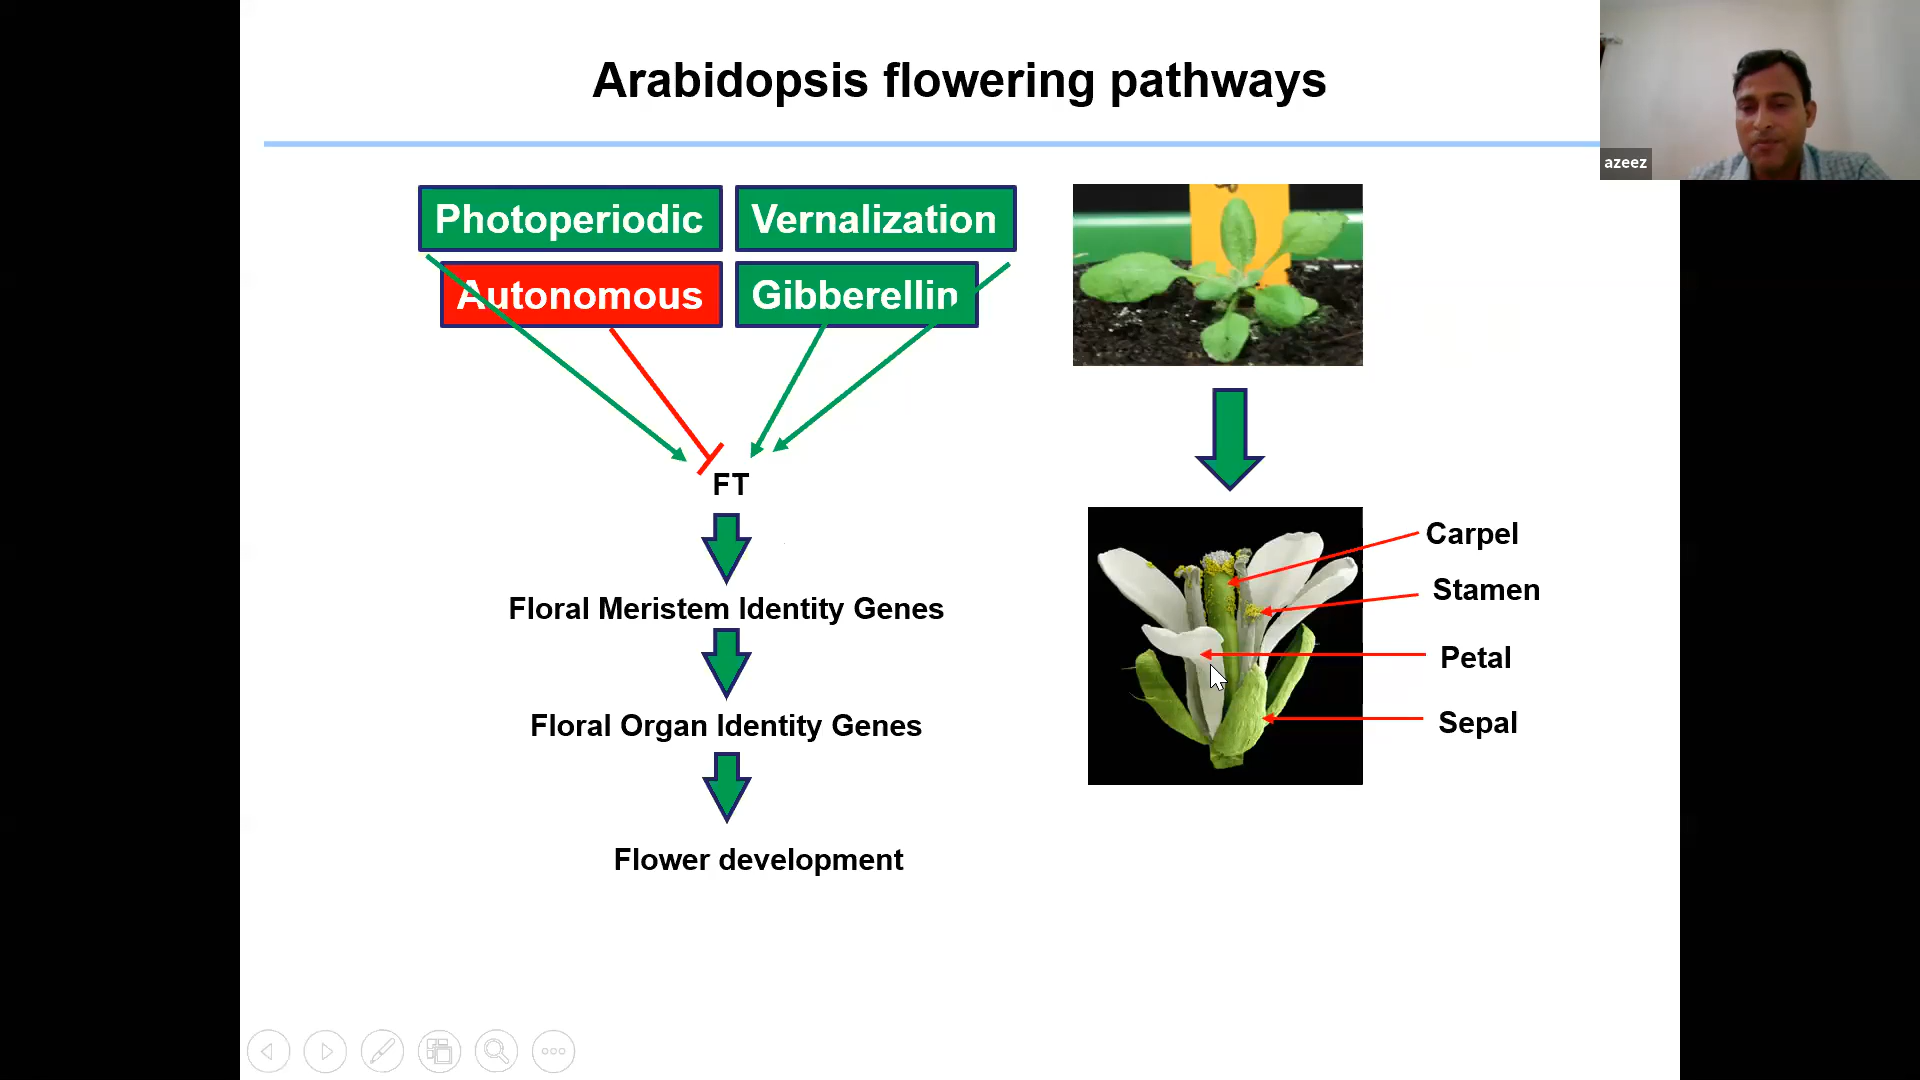 Arabidopsis flowering pathways
azeez
Photoperiodic
Vernalization
Autonomous
Gibberellin
FT
Floral Meristem Identity Genes
Floral Organ Identity Genes
Flower development
Carpel
Stamen
Petal
Sepal